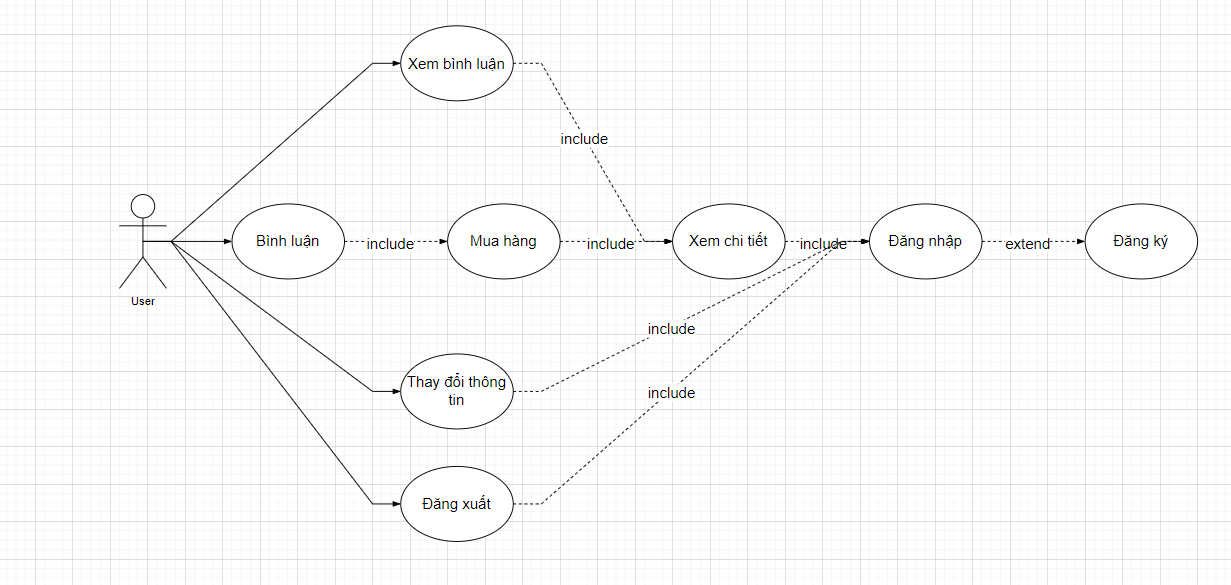 Xem bình luận
include
Bình luận
include
Mua hàng
include
Xem chi tiết
include
Đăng nhập
extend
Đăng ký
User
include
Thay đổi thông
tin
include
Đăng xuất